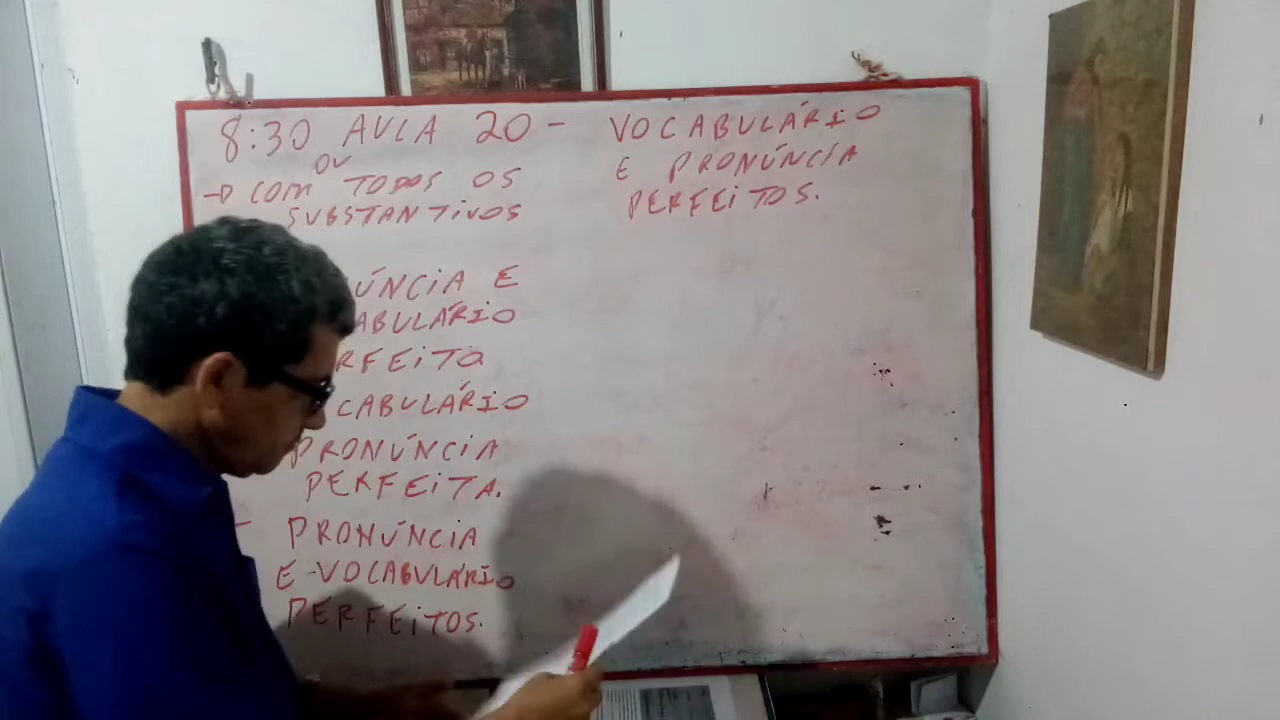 8:30 AULA 20 -
OU
→ COM TODOS OS
SUBSTANTIVOS
ÚNCIA E
ABULÁRIO
RFEITA
CABULÁRIO
PRONÚNCIA
PERFEITA.
- PRONÚNCIA
E VOCABULÁRIO
PERFEITOS.
VOCABULÁRIO
E PRONÚNCIA
PERFEITOS.